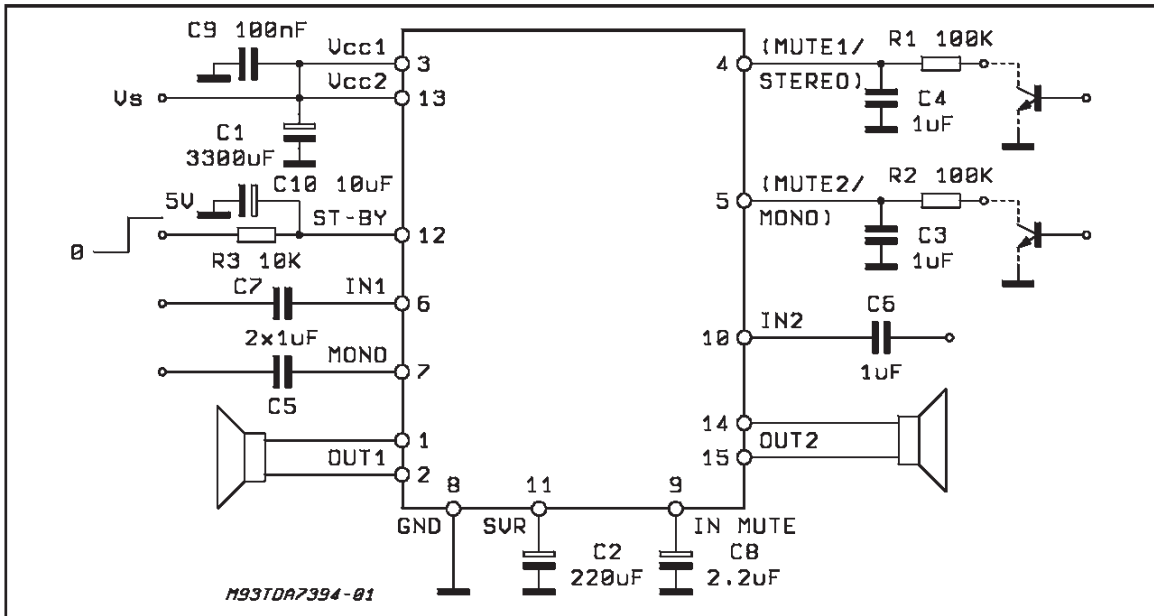 C9 100nF
Vcc1
3
Vs
Vcc2
13
C1
3300uF
C10 10uF
5V
0
ST-BY
12
R3 10K
C7
IN1
6
2x1uF
MONO
7
C5
1
OUT1
2
8
GND
11
SVR
9
IN MUTE
C2
220uF
C8
2.2uF
4
(MUTE1/
STEREO)
R1 100K
C4
1uF
5
(MUTE2/
MONO)
R2 100K
C3
1uF
10
IN2
C6
1uF
14
OUT2
15
M93TDA7394-01